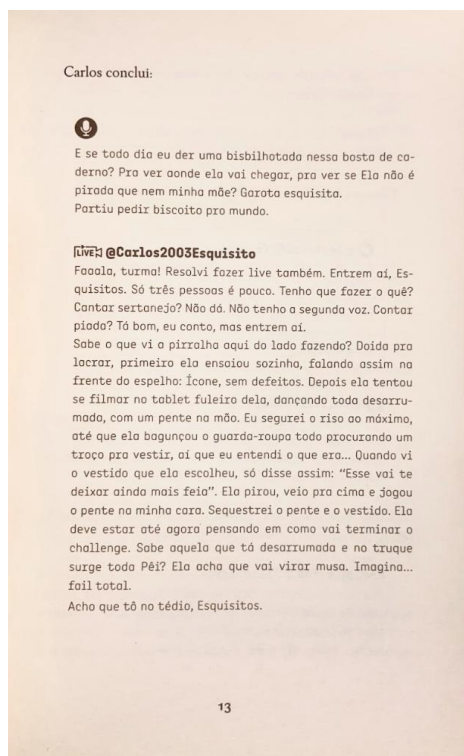 Carlos conclui:
E se todo dia eu der uma bisbilhotada nessa bosta de ca-
derno? Pra ver aonde ela vai chegar, pra ver se Ela não é
pirada que nem minha mãe? Garota esquisita.
Partiu pedir biscoito pro mundo.
LIVE @Carlos2003Esquisito
Faaala, turma! Resolvi fazer live também. Entrem aí, Es-
quisitos. Só três pessoas é pouco. Tenho que fazer o quê?
Cantar sertanejo? Não dá. Não tenho a segunda voz. Contar
piada? Tá bom, eu conto, mas entrem aí.
Sabe o que vi a pirralha aqui do lado fazendo? Doida pra
lacrar, primeiro ela ensaiou sozinha, falando assim na
frente do espelho: Ícone, sem defeitos. Depois ela tentou
se filmar no tablet fuleiro dela, dançando toda desarru-
mada, com um pente na mão. Eu segurei o riso ao máximo,
até que ela bagunçou o guarda-roupa todo procurando um
troço pra vestir, aí que eu entendi o que era... Quando vi
o vestido que ela escolheu, só disse assim: “Esse vai te
deixar ainda mais feia”. Ela pirou, veio pra cima e jogou
o pente na minha cara. Sequestrei o pente e o vestido. Ela
deve estar até agora pensando em como vai terminar o
challenge. Sabe aquela que tá desarrumada e no truque
surge toda Pêi? Ela acha que vai virar musa. Imagina...
fail total.
Acho que tô no tédio, Esquisitos.
13